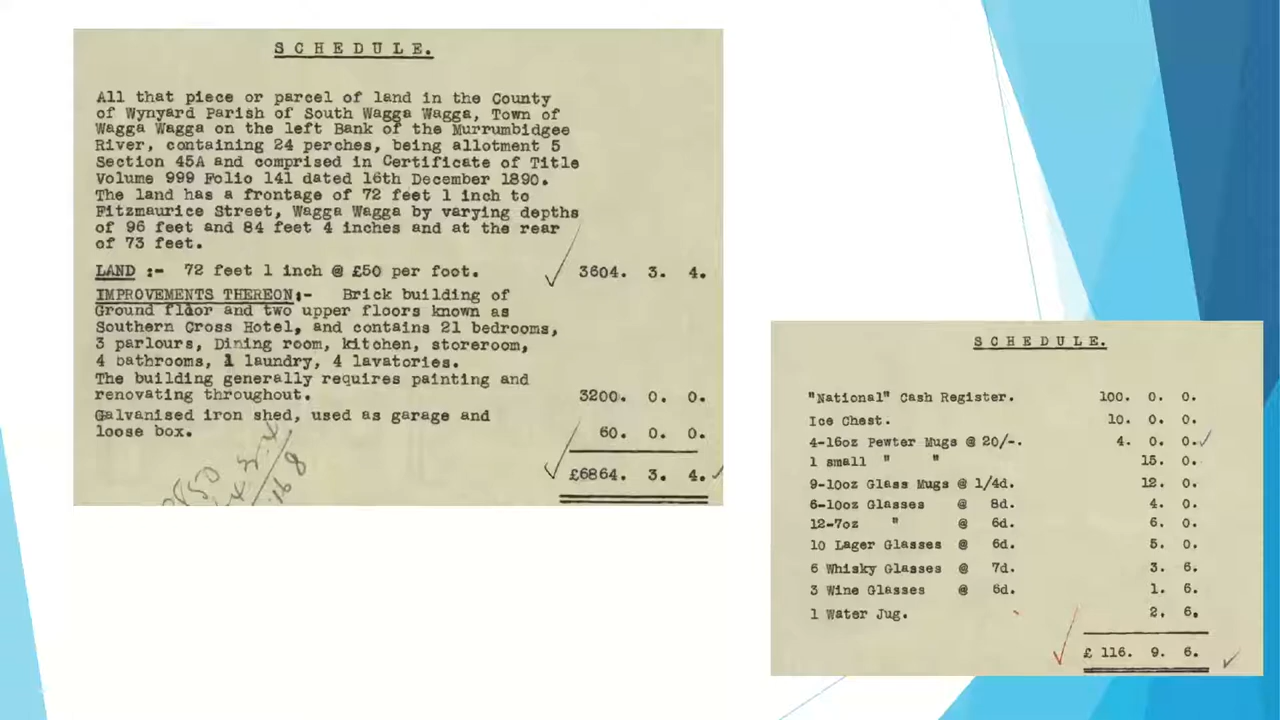 SCHEDULE.
All that piece or parcel of land in the County
of Wynyard Parish of South Wagga Wagga, Town of
Wagga Wagga on the left Bank of the Murrumbidgee
River, containing 24 perches, being allotment 5
Section 45A and comprised in Certificate of Title
Volume 999 Folio 141 dated 16th December 1890.
The land has a frontage of 72 feet 1 inch to
Fitzmaurice Street, Wagga Wagga by varying depths
of 96 feet and 84 feet 4 inches and at the rear
of 73 feet.
LAND :- 72 feet 1 inch @ £50 per foot. 3604. 3. 4.
IMPROVEMENTS THEREON:- Brick building of
Ground floor and two upper floors known as
Southern Cross Hotel, and contains 21 bedrooms,
3 parlours, Dining room, kitchen, storeroom,
4 bathrooms, 1 laundry, 4 lavatories.
The building generally requires painting and
renovating throughout. 3200. 0. 0.
Galvanised iron shed, used as garage and
loose box. 60. 0. 0.
£6864. 3. 4.
SCHEDULE.
"National" Cash Register. 100. 0. 0.
Ice Chest. 10. 0. 0.
4-16oz Pewter Mugs @ 20/-. 4. 0. 0.
1 small " " 15. 0.
9-10oz Glass Mugs @ 1/4d. 12. 0.
6-10oz Glasses @ 8d. 4. 0.
12-7oz " @ 6d. 6. 0.
10 Lager Glasses @ 6d. 5. 0.
6 Whisky Glasses @ 7d. 3. 6.
3 Wine Glasses @ 6d. 1. 6.
1 Water Jug. 2. 6.
£ 116. 9. 6.